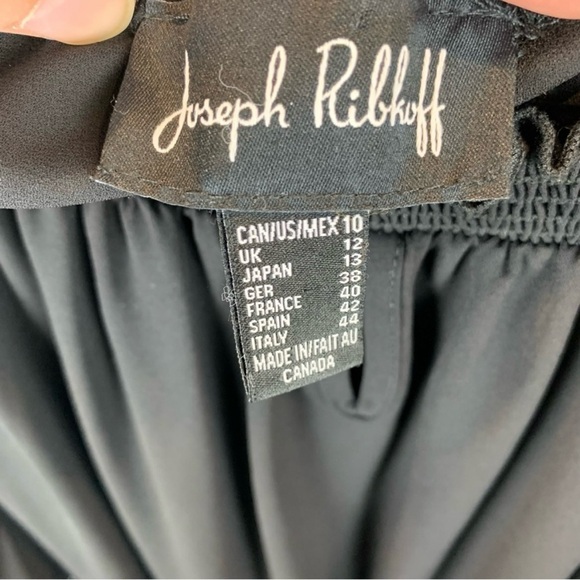 Joseph Ribkoff
CAN/US/MEX 10
UK 12
JAPAN 13
GER 38
FRANCE 40
SPAIN 42
ITALY 44
MADE IN/FAIT AU
CANADA